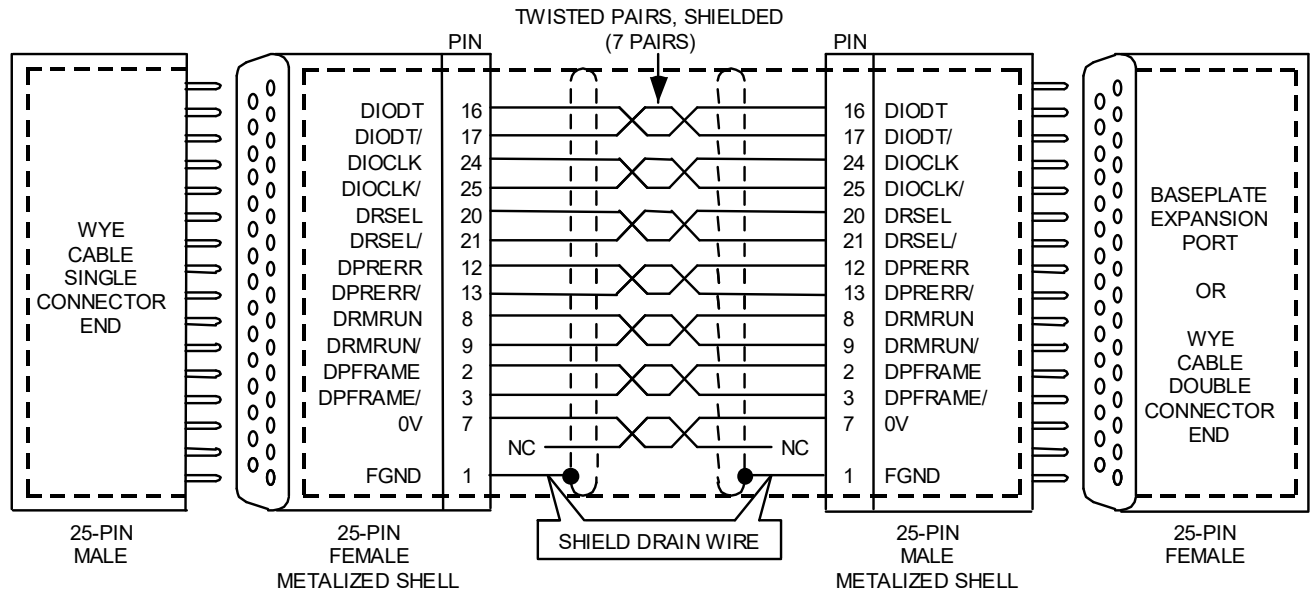 TWISTED PAIRS, SHIELDED
(7 PAIRS)
PIN
PIN
WYE
CABLE
SINGLE
CONNECTOR
END
DIODT 16
DIODT/ 17
DIOCLK 24
DIOCLK/ 25
DRSEL 20
DRSEL/ 21
DPRERR 12
DPRERR/ 13
DRMRUN 8
DRMRUN/ 9
DPFRAME 2
DPFRAME/ 3
0V 7
NC
FGND 1
16 DIODT
17 DIODT/
24 DIOCLK
25 DIOCLK/
20 DRSEL
21 DRSEL/
12 DPRERR
13 DPRERR/
8 DRMRUN
9 DRMRUN/
2 DPFRAME
3 DPFRAME/
7 0V
NC
1 FGND
BASEPLATE
EXPANSION
PORT
OR
WYE
CABLE
DOUBLE
CONNECTOR
END
SHIELD DRAIN WIRE
25-PIN
MALE
25-PIN
FEMALE
METALIZED SHELL
25-PIN
MALE
METALIZED SHELL
25-PIN
FEMALE